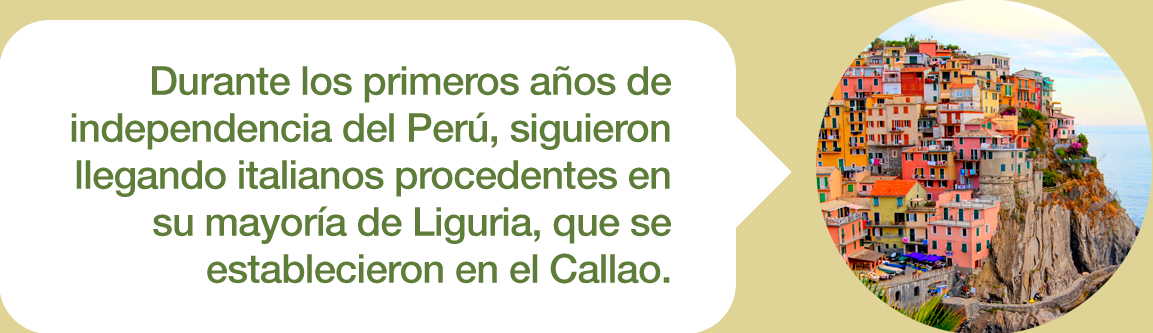 Durante los primeros años de
independencia del Perú, siguieron
llegando italianos procedentes en
su mayoría de Liguria, que se
establecieron en el Callao.